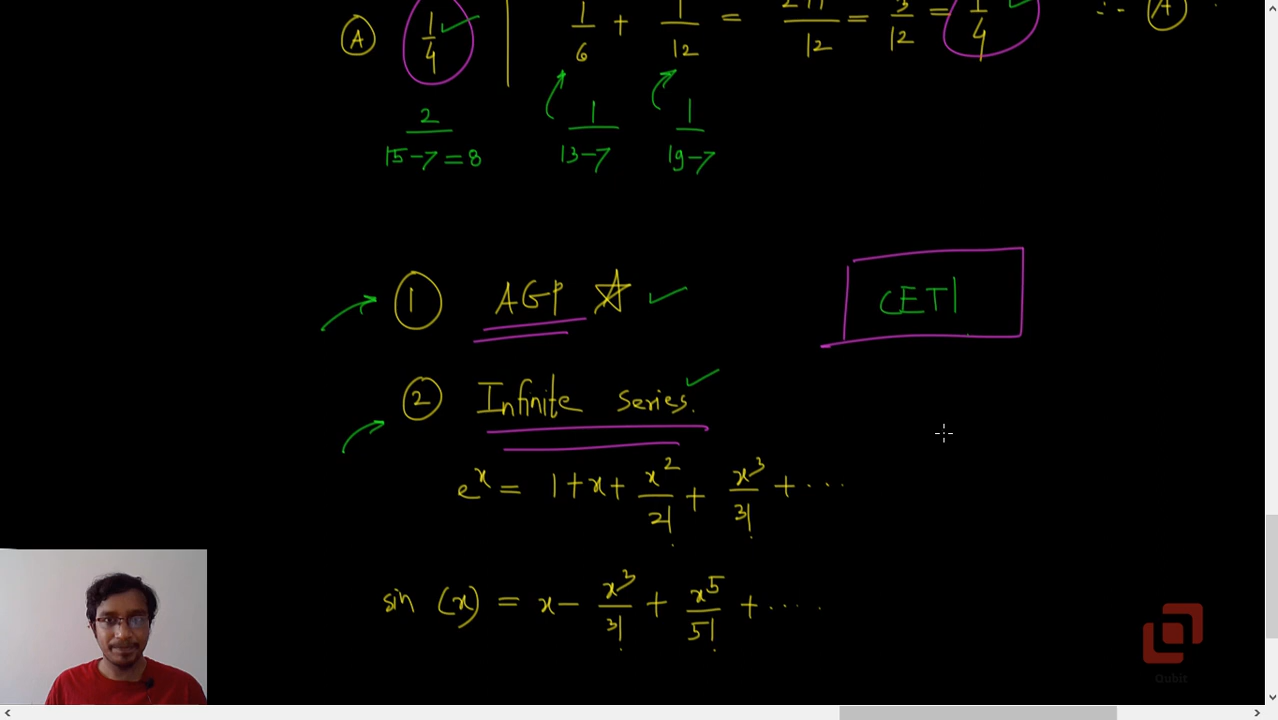 Ⓐ 1/4 | 1/6 + 1/12 = 2+1/12 = 3/12 = 1/4 ∴ Ⓐ
2/15-7=8 1/13-7 1/19-7
① AGP ☆ ✓ CET
② Infinite series. ✓
e^x = 1+x+ x^2/2! + x^3/3! + ...
sin (x) = x - x^3/3! + x^5/5! + .....
Qubit